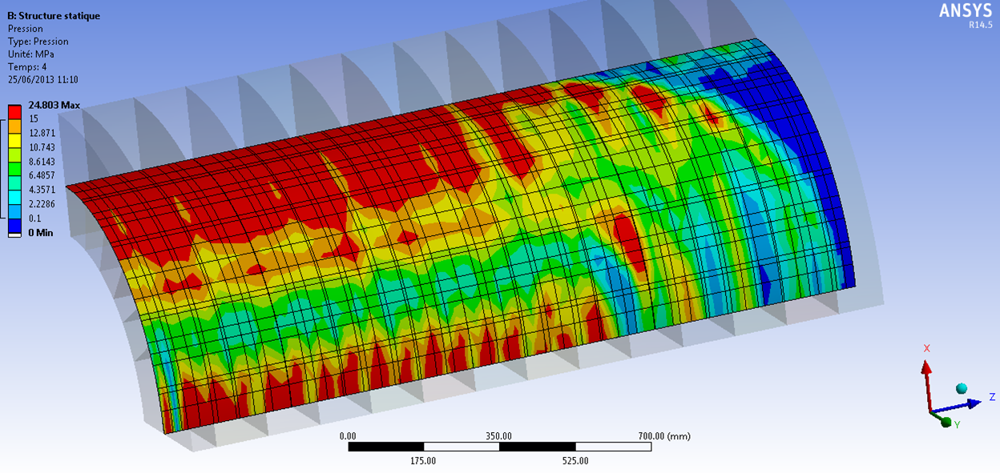 B: Structure statique
Pression
Type: Pression
Unité: MPa
Temps: 4
25/06/2013 11:10
24.803 Max
15
12.871
10.743
8.6143
6.4857
4.3571
2.2286
0.1
0 Min
ANSYS
R14.5
0.00 350.00 700.00 (mm)
175.00 525.00
X
Z
Y